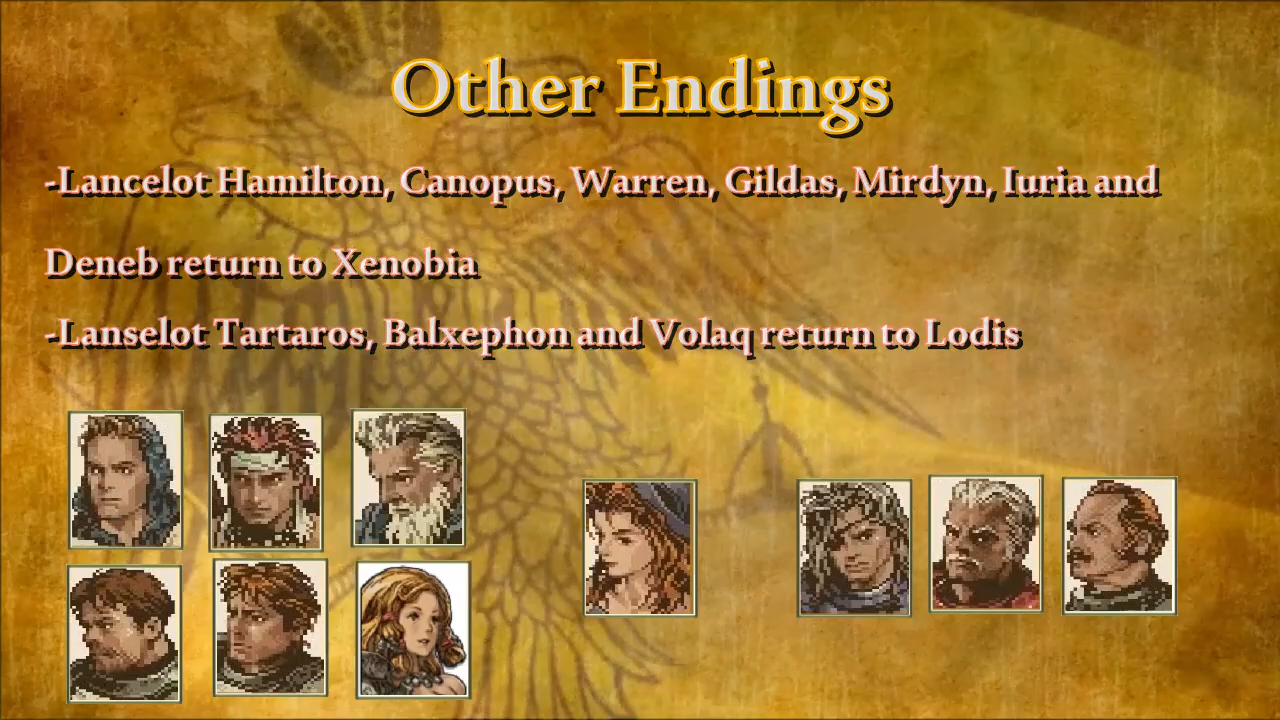 Other Endings
-Lancelot Hamilton, Canopus, Warren, Gildas, Mirdyn, Iuria and
Deneb return to Xenobia
-Lanselot Tartaros, Balxephon and Volaq return to Lodis